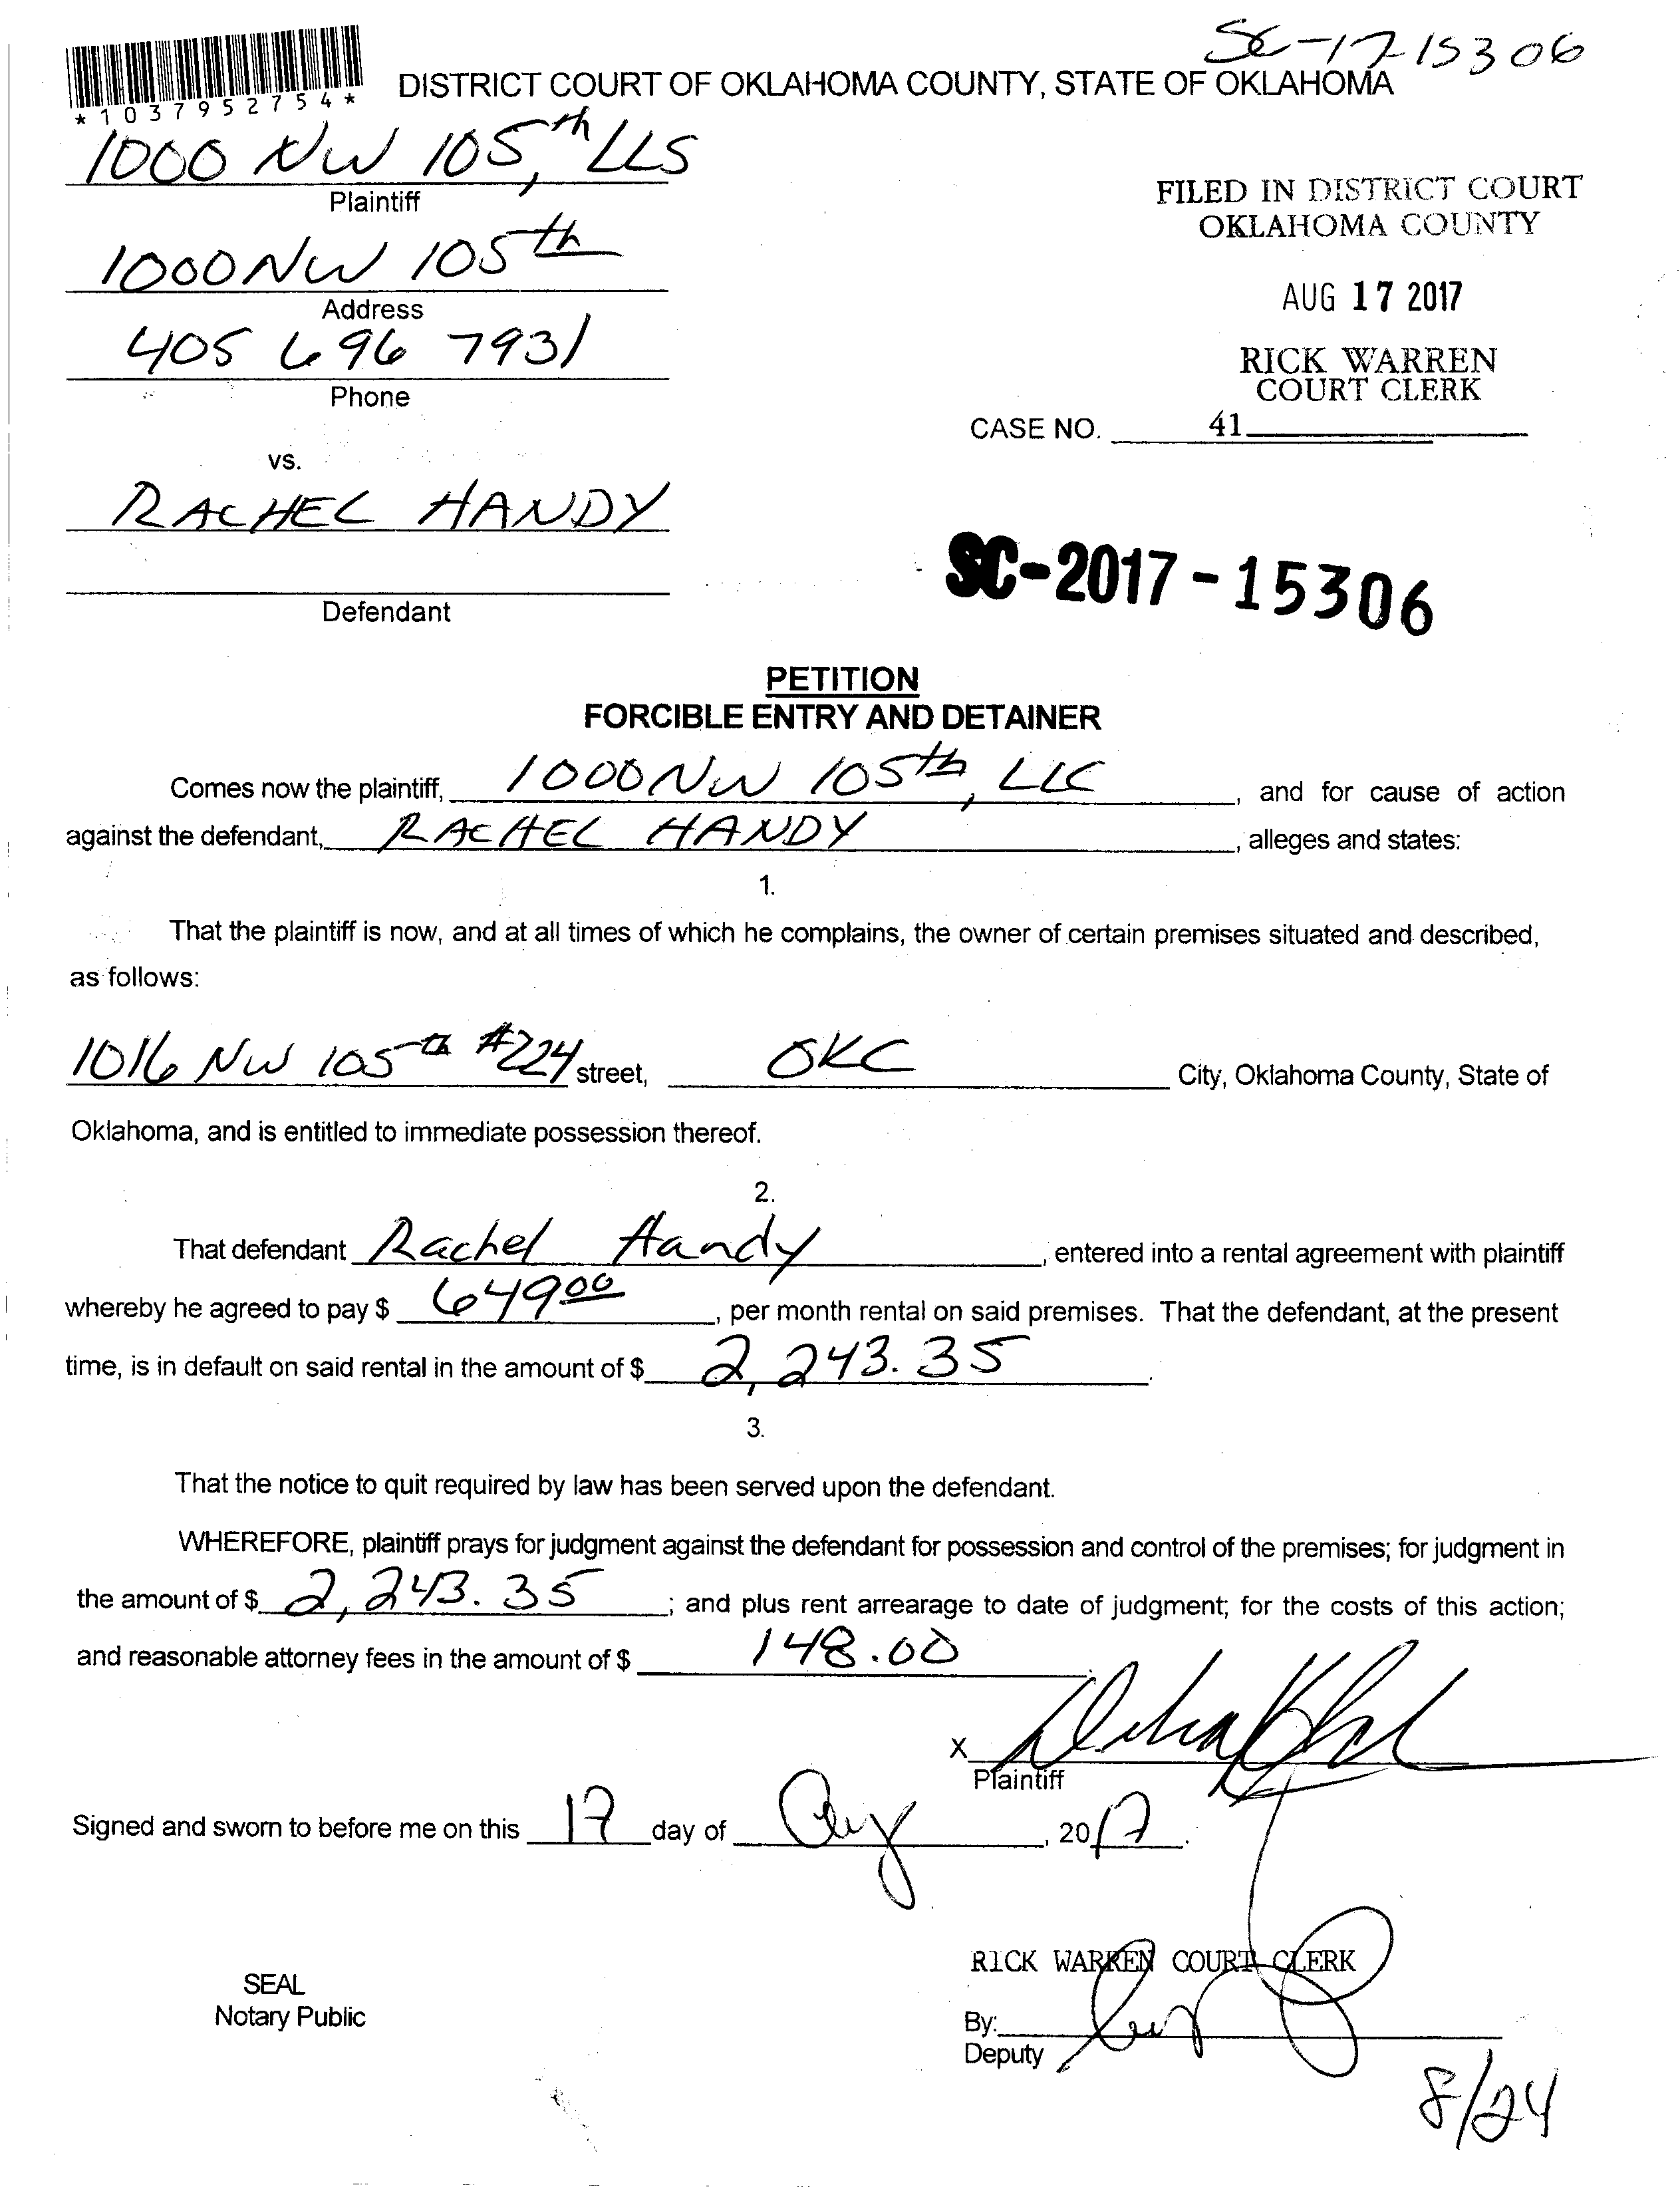 SC-17-15306
*1037952754*
DISTRICT COURT OF OKLAHOMA COUNTY, STATE OF OKLAHOMA
1000 NW 105th, LLS
Plaintiff
1000 NW 105th
Address
405 696 7931
Phone
FILED IN DISTRICT COURT
OKLAHOMA COUNTY
AUG 17 2017
RICK WARREN
COURT CLERK
CASE NO. 41
vs.
RACHEL HANDY
Defendant
SC-2017-15306
PETITION
FORCIBLE ENTRY AND DETAINER
Comes now the plaintiff, 1000 NW 105th, LLC, and for cause of action
against the defendant, RACHEL HANDY, alleges and states:
1.
That the plaintiff is now, and at all times of which he complains, the owner of certain premises situated and described,
as follows:
1016 NW 105th #224 street, OKC City, Oklahoma County, State of
Oklahoma, and is entitled to immediate possession thereof.
2.
That defendant Rachel Handy, entered into a rental agreement with plaintiff
whereby he agreed to pay $ 649 00, per month rental on said premises. That the defendant, at the present
time, is in default on said rental in the amount of $ 2,243.35.
3.
That the notice to quit required by law has been served upon the defendant.
WHEREFORE, plaintiff prays for judgment against the defendant for possession and control of the premises; for judgment in
the amount of $ 2,243.35; and plus rent arrearage to date of judgment; for the costs of this action;
and reasonable attorney fees in the amount of $ 148.00.
X
Plaintiff
Signed and sworn to before me on this 17 day of Aug, 2017.
RICK WARREN COURT CLERK
SEAL
Notary Public
By:
Deputy
8/24